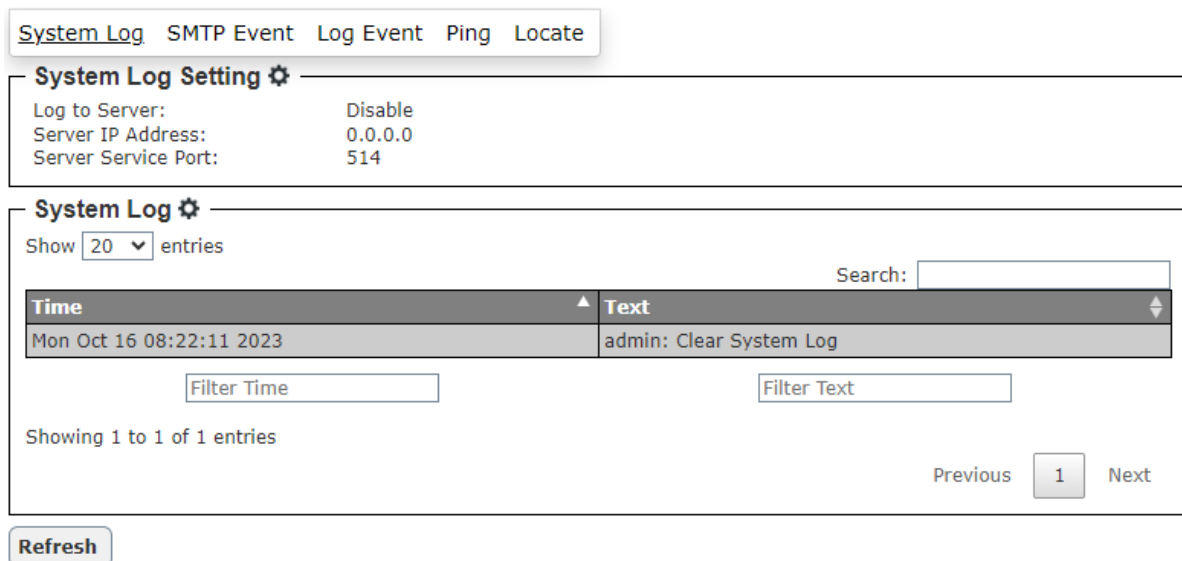 System Log SMTP Event Log Event Ping Locate
System Log Setting
Log to Server: Disable
Server IP Address: 0.0.0.0
Server Service Port: 514
System Log
Show 20 entries
Search:
Time Text
Mon Oct 16 08:22:11 2023 admin: Clear System Log
Filter Time Filter Text
Showing 1 to 1 of 1 entries
Previous 1 Next
Refresh